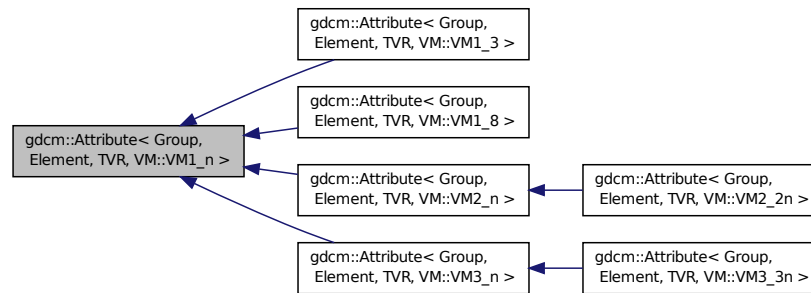 gdcm::Attribute< Group,
Element, TVR, VM::VM1_3 >
gdcm::Attribute< Group,
Element, TVR, VM::VM1_8 >
gdcm::Attribute< Group,
Element, TVR, VM::VM1_n >
gdcm::Attribute< Group,
Element, TVR, VM::VM2_n >
gdcm::Attribute< Group,
Element, TVR, VM::VM2_2n >
gdcm::Attribute< Group,
Element, TVR, VM::VM3_n >
gdcm::Attribute< Group,
Element, TVR, VM::VM3_3n >